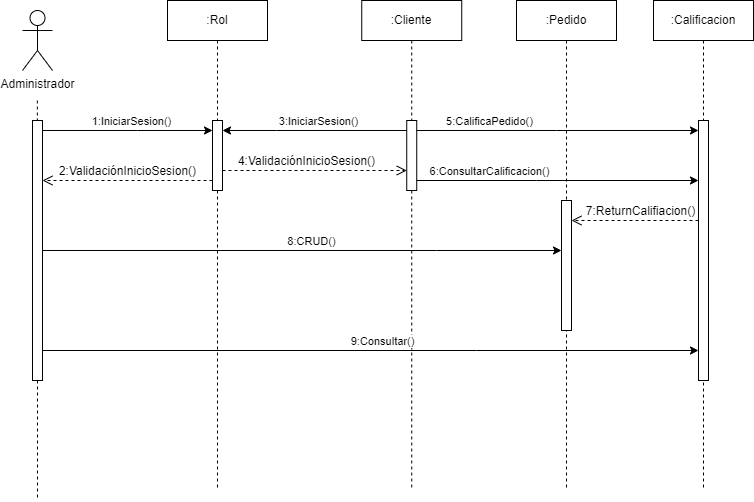 :Rol
:Cliente
:Pedido
:Calificacion
Administrador
1:IniciarSesion()
3:IniciarSesion()
5:CalificaPedido()
2:ValidaciónInicioSesion()
4:ValidaciónInicioSesion()
6:ConsultarCalificacion()
7:ReturnCalifiacion()
8:CRUD()
9:Consultar()